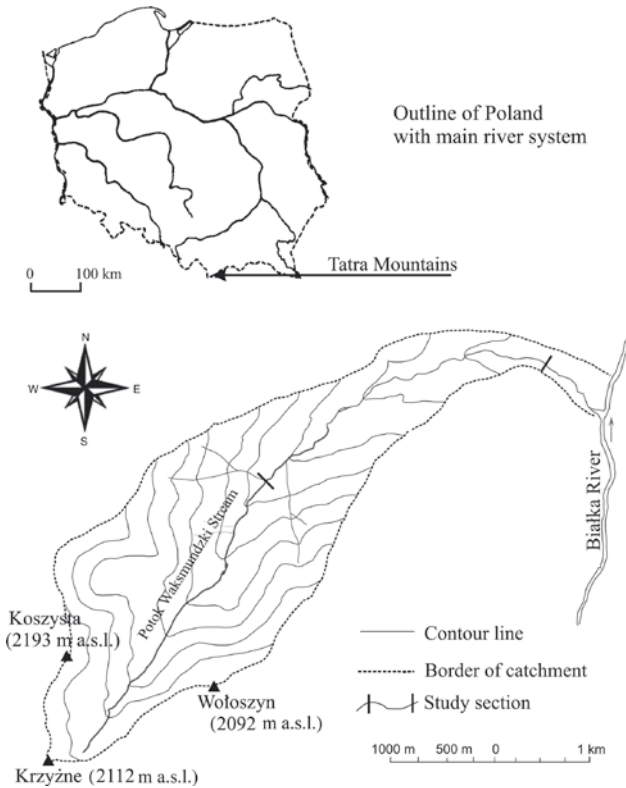 Outline of Poland
with main river system
0 100 km
Tatra Mountains
N
W E
S
Potok Waksmundzki Stream
Białka River
Koszysta
(2193 m a.s.l.)
Wołoszyn
(2092 m a.s.l.)
Krzyżne (2112 m a.s.l.)
Contour line
Border of catchment
Study section
1000 m 500 m 0 1 km